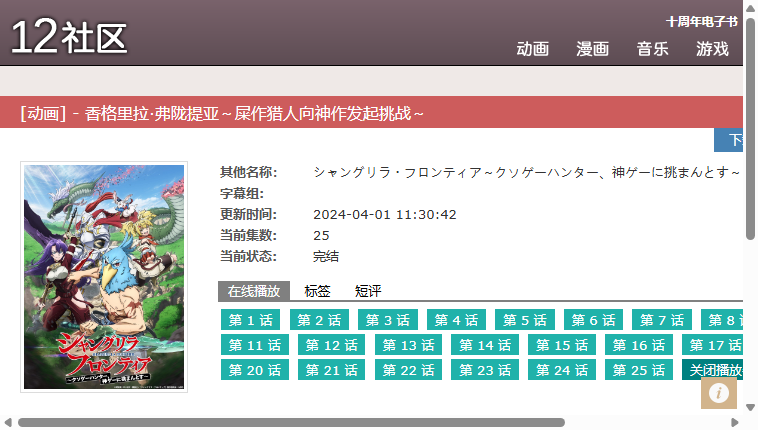 12社区
十周年电子书
动画 漫画 音乐 游戏
[动画] - 香格里拉·弗陇提亚～屎作猎人向神作发起挑战～
其他名称: シャングリラ・フロンティア～クソゲーハンター、神ゲーに挑まんとす～
字幕组:
更新时间: 2024-04-01 11:30:42
当前集数: 25
当前状态: 完结
シャングリラ
フロンティア
～クソゲーハンター、神ゲーに挑まんとす～
在线播放 标签 短评
第 1 话 第 2 话 第 3 话 第 4 话 第 5 话 第 6 话 第 7 话 第 8
第 11 话 第 12 话 第 13 话 第 14 话 第 15 话 第 16 话 第 17 话
第 20 话 第 21 话 第 22 话 第 23 话 第 24 话 第 25 话 关闭播放